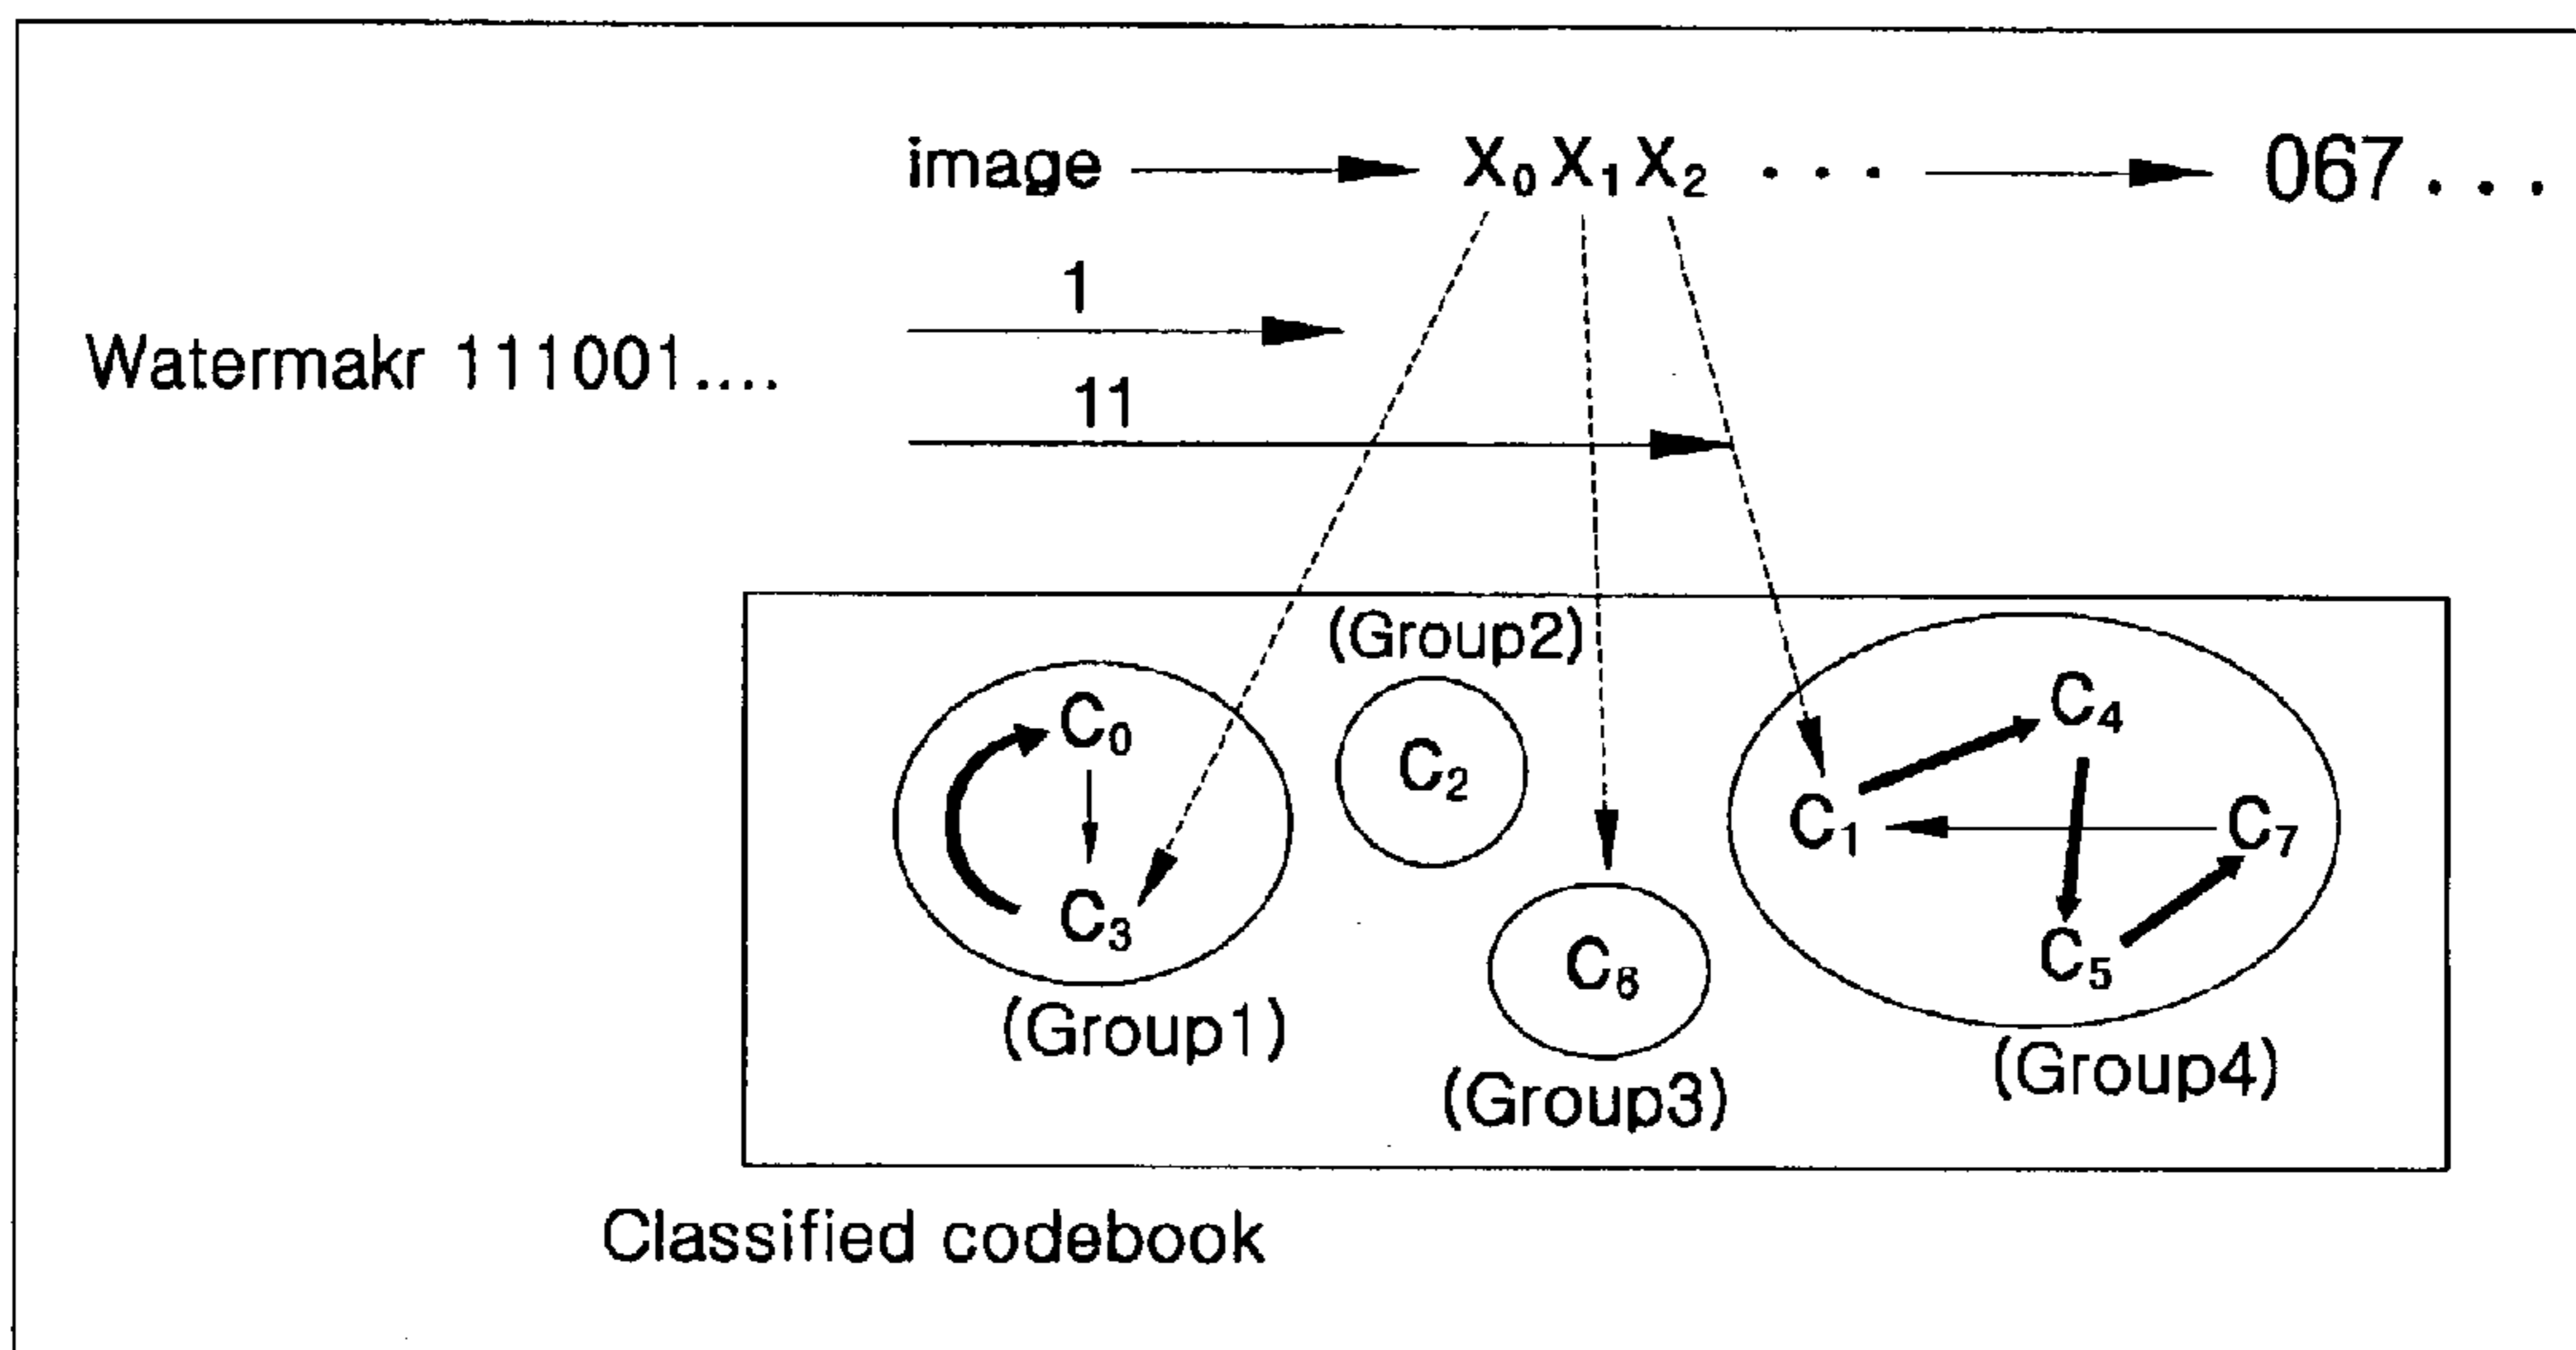 image X₀ X₁ X₂ · · · 067 . . .
1
Watermakr 111001....
11
(Group2)
C₀ C₂ C₄
C₁ C₇
C₃ C₆ C₅
(Group1) (Group3) (Group4)
Classified codebook